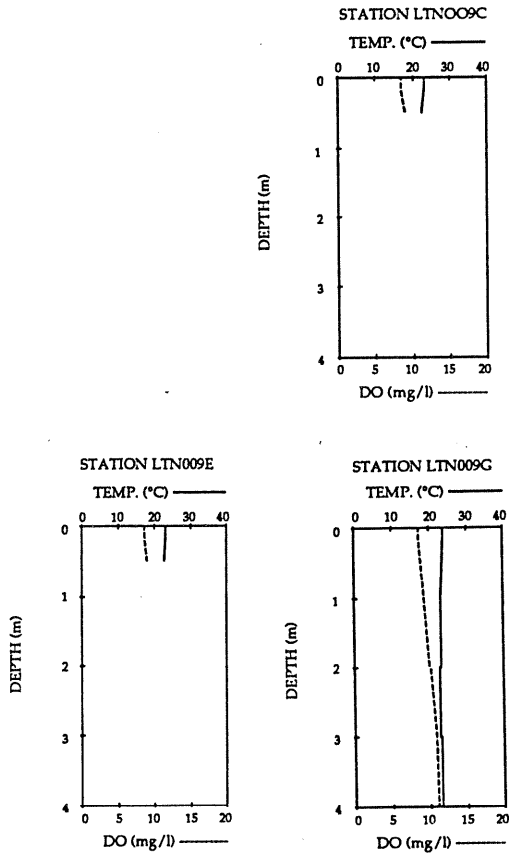 STATION LTNOO9C
TEMP. (°C)
0 10 20 30 40
0
1
2
3
4
DEPTH (m)
0 5 10 15 20
DO (mg/l)
STATION LTN009E
TEMP. (°C)
0 10 20 30 40
0
1
2
3
4
DEPTH (m)
0 5 10 15 20
DO (mg/l)
STATION LTN009G
TEMP. (°C)
0 10 20 30 40
0
1
2
3
4
DEPTH (m)
0 5 10 15 20
DO (mg/l)